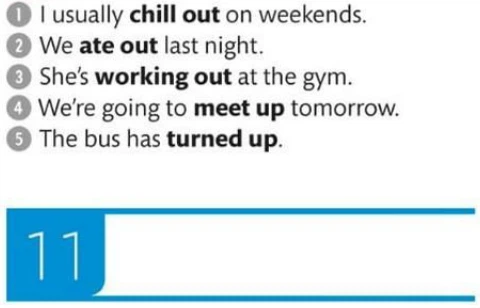 1 I usually chill out on weekends.
2 We ate out last night.
3 She's working out at the gym.
4 We're going to meet up tomorrow.
5 The bus has turned up.
11